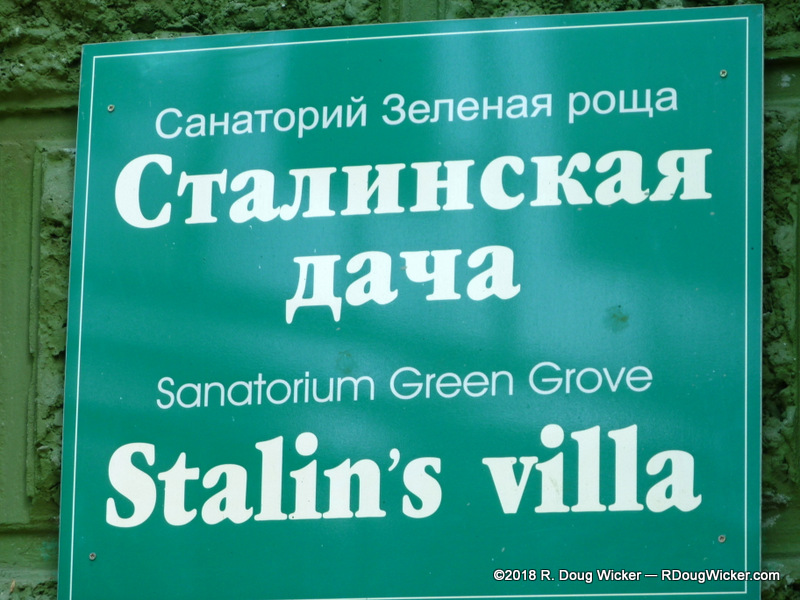 Санаторий Зеленая роща
Сталинская
дача
Sanatorium Green Grove
Stalin's villa
©2018 R. Doug Wicker — RDougWicker.com